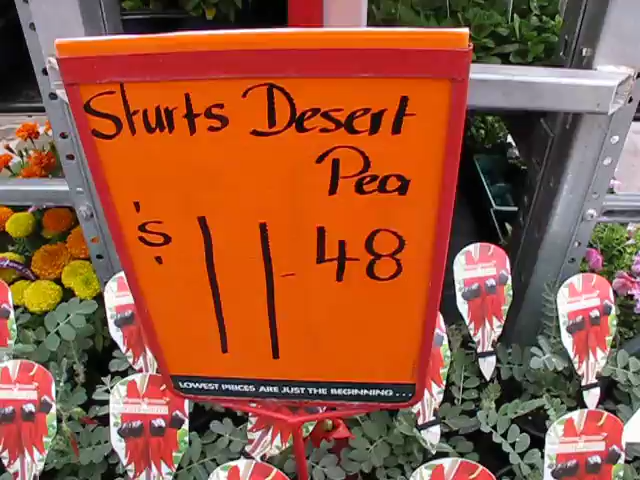 Sturts Desert
Pea
$11-48
LOWEST PRICES ARE JUST THE BEGINNING...